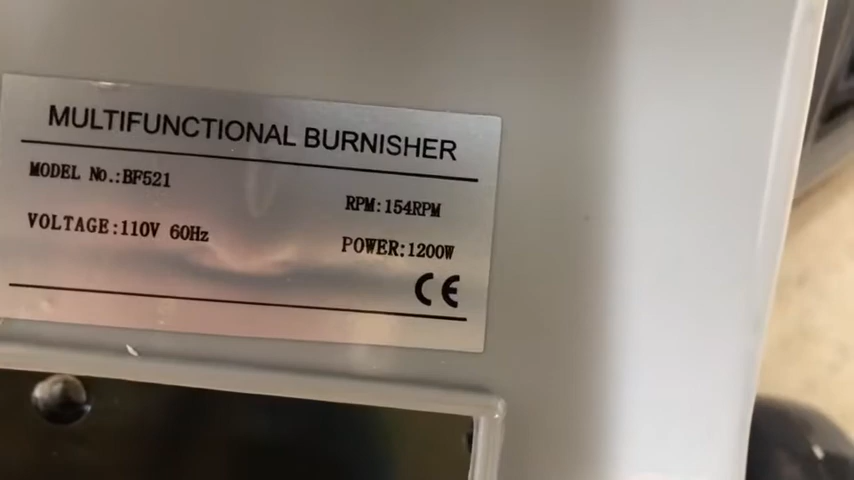 MULTIFUNCTIONAL BURNISHER
MODEL No.:BF521
RPM:154RPM
VOLTAGE:110V 60Hz
POWER:1200W
CE